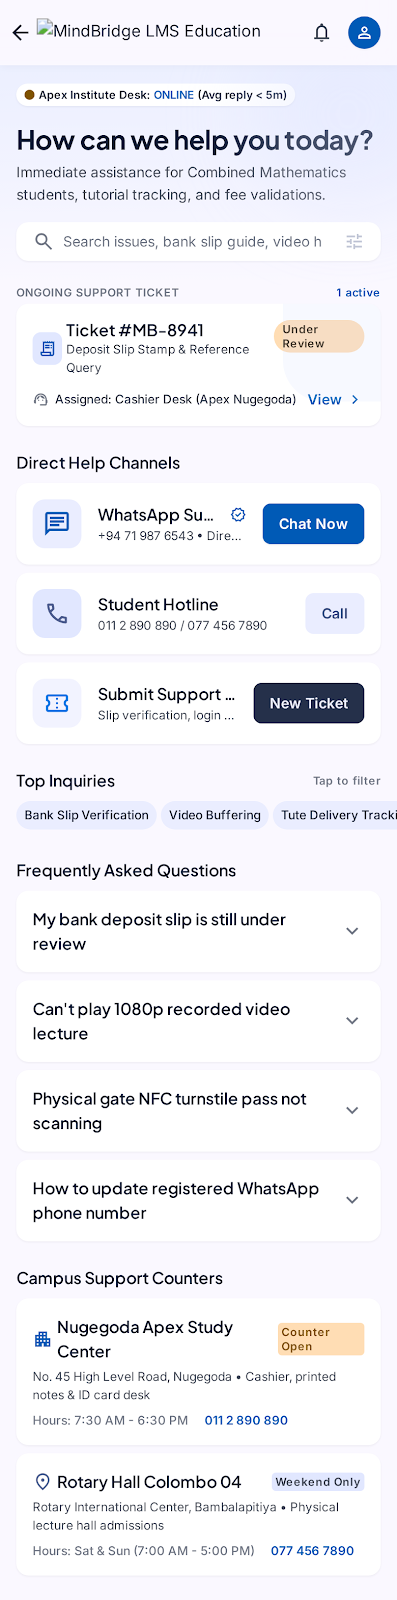 MindBridge LMS Education
Apex Institute Desk: ONLINE (Avg reply < 5m)
How can we help you today?
Immediate assistance for Combined Mathematics
students, tutorial tracking, and fee validations.
Search issues, bank slip guide, video h
ONGOING SUPPORT TICKET 1 active
Ticket #MB-8941
Under
Review
Deposit Slip Stamp & Reference
Query
Assigned: Cashier Desk (Apex Nugegoda) View
Direct Help Channels
WhatsApp Su...
+94 71 987 6543 • Dire...
Chat Now
Student Hotline
011 2 890 890 / 077 456 7890
Call
Submit Support ...
Slip verification, login ...
New Ticket
Top Inquiries Tap to filter
Bank Slip Verification Video Buffering Tute Delivery Tracki
Frequently Asked Questions
My bank deposit slip is still under
review
Can't play 1080p recorded video
lecture
Physical gate NFC turnstile pass not
scanning
How to update registered WhatsApp
phone number
Campus Support Counters
Nugegoda Apex Study
Center
Counter
Open
No. 45 High Level Road, Nugegoda • Cashier, printed
notes & ID card desk
Hours: 7:30 AM - 6:30 PM 011 2 890 890
Rotary Hall Colombo 04 Weekend Only
Rotary International Center, Bambalapitiya • Physical
lecture hall admissions
Hours: Sat & Sun (7:00 AM - 5:00 PM) 077 456 7890